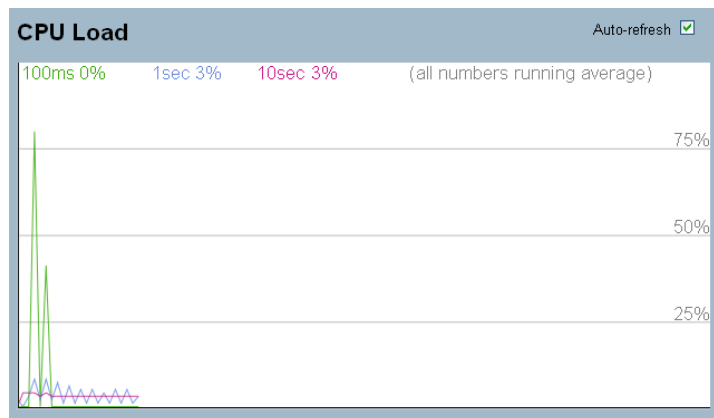 CPU Load
Auto-refresh
100ms 0% 1sec 3% 10sec 3% (all numbers running average)
75%
50%
25%